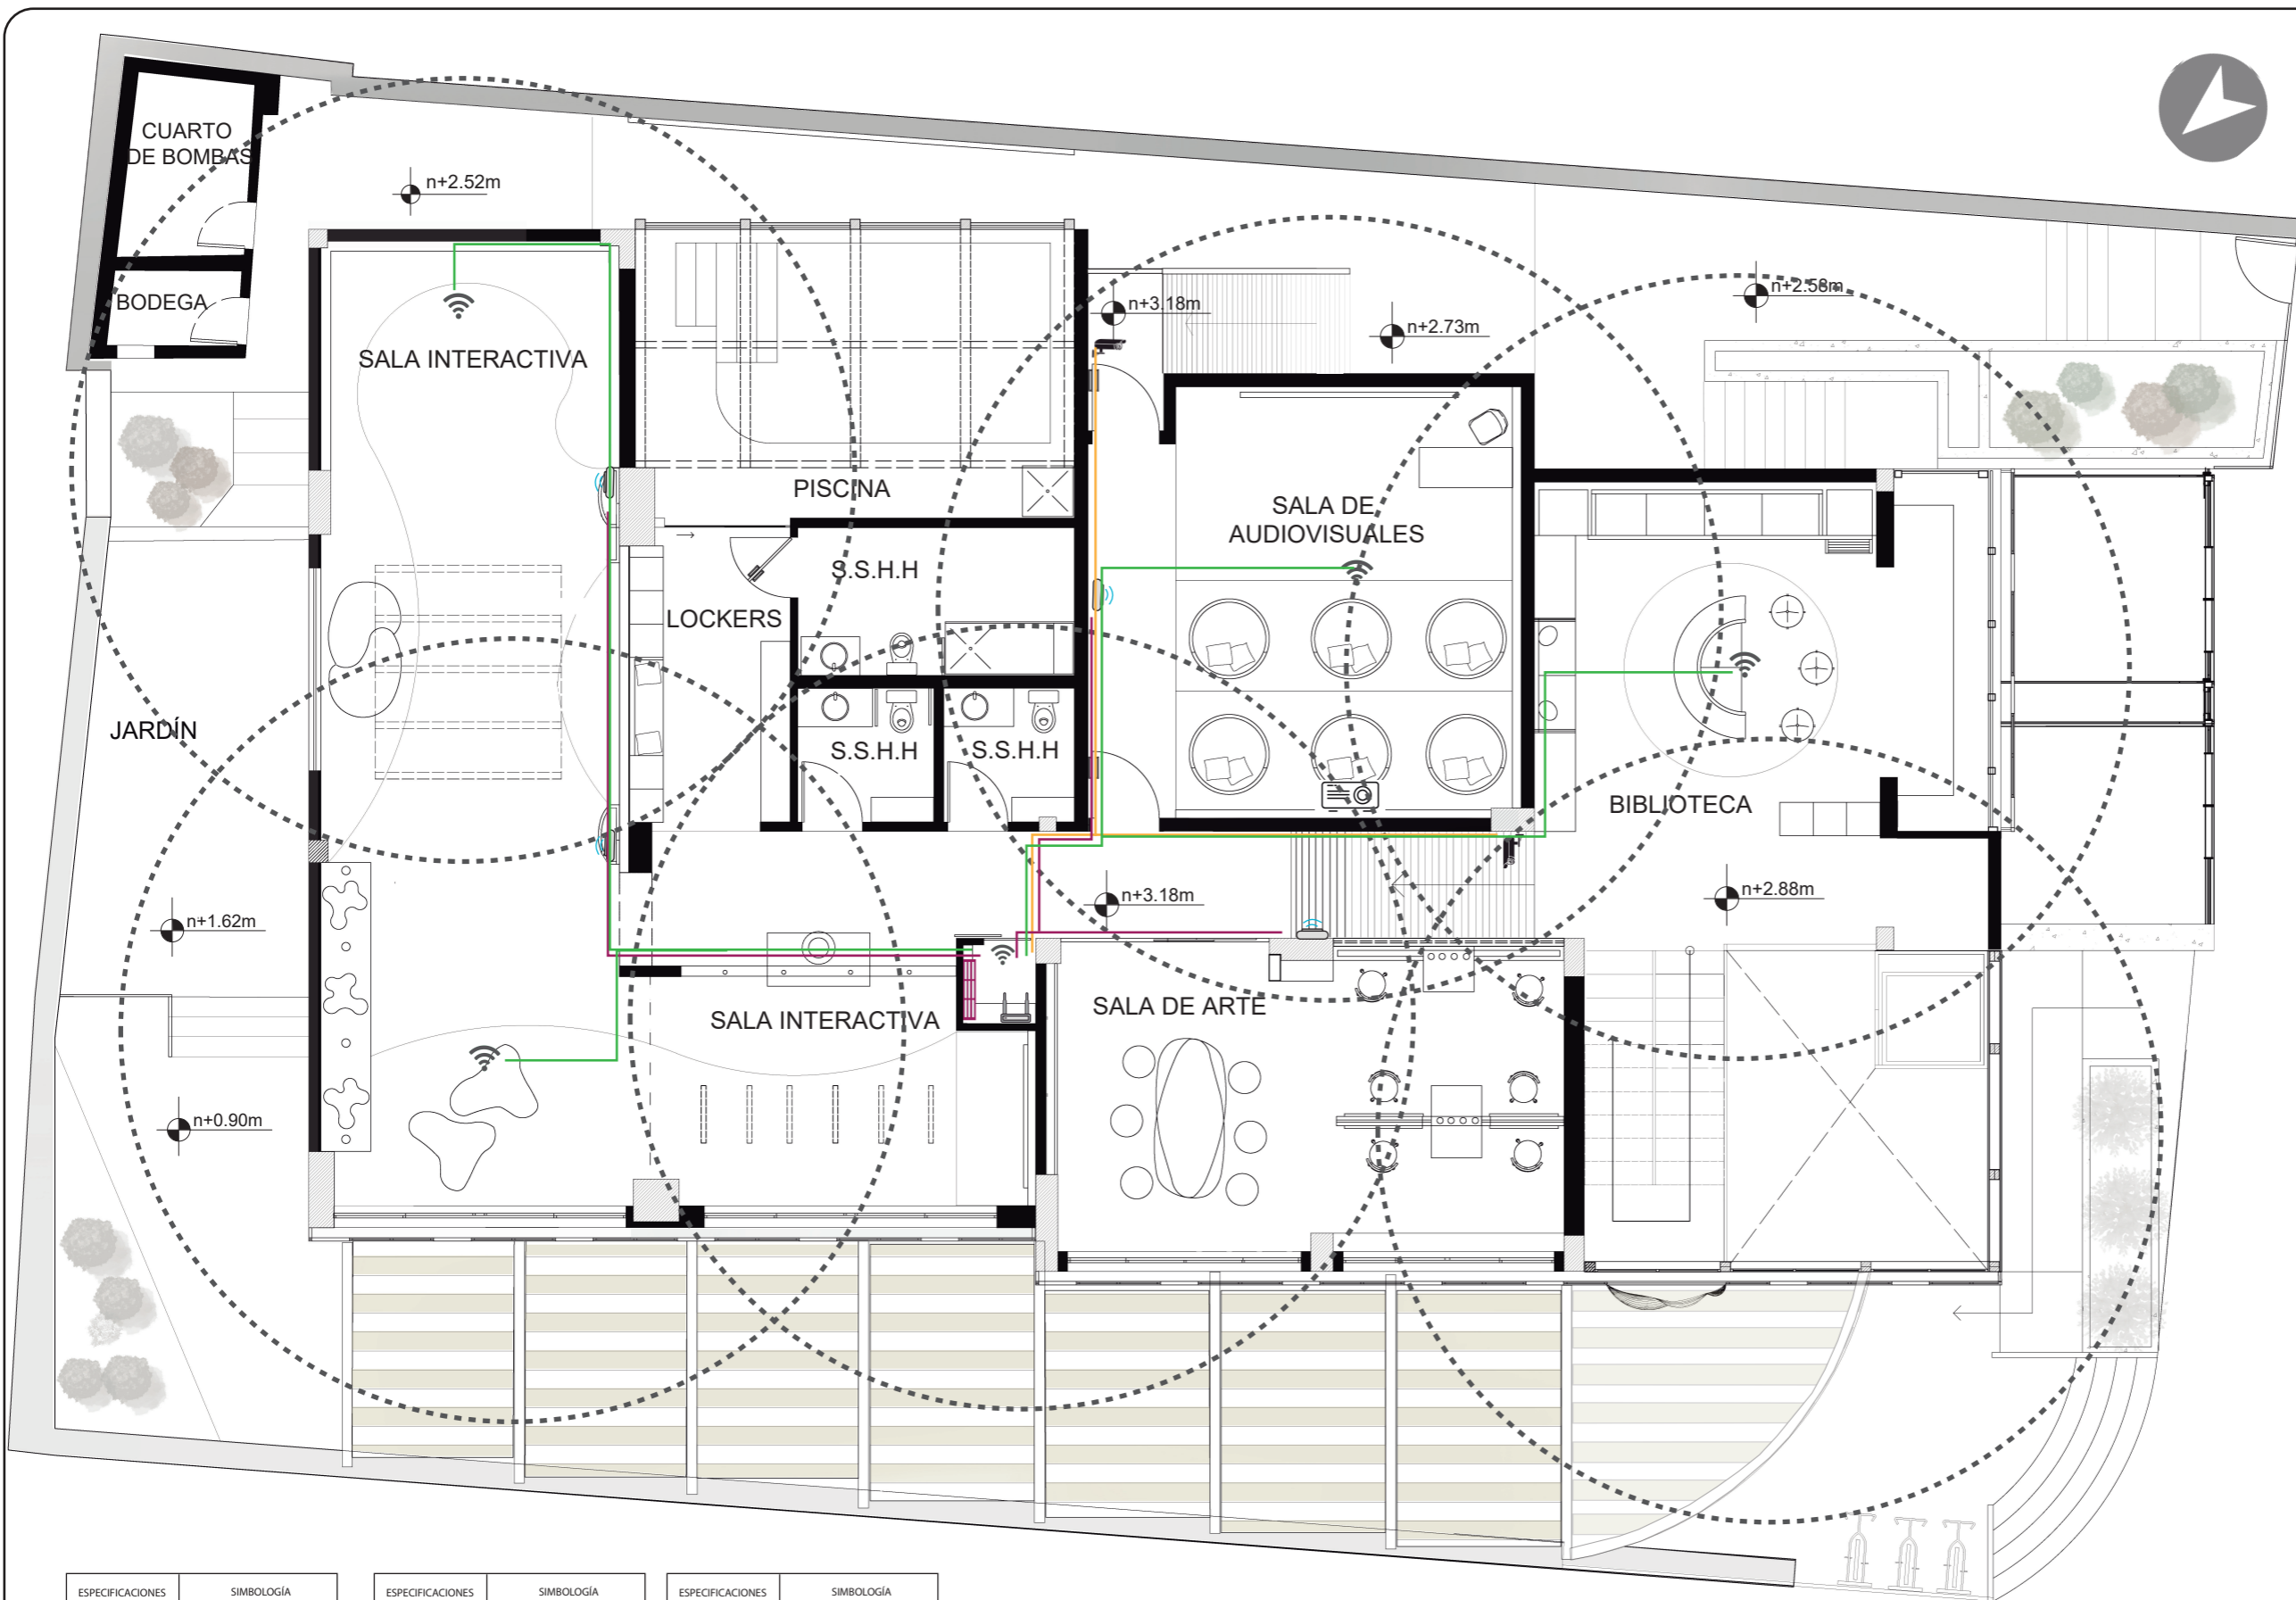 CUARTO
DE BOMBAS
n+2.52m
BODEGA
SALA INTERACTIVA
n+3.18m
n+2.58m
n+2.73m
PISCINA
SALA DE
AUDIOVISUALES
S.S.H.H
LOCKERS
JARDÍN
S.S.H.H
S.S.H.H
BIBLIOTECA
n+3.18m
n+2.88m
n+1.62m
SALA INTERACTIVA
SALA DE ARTE
n+0.90m
ESPECIFICACIONES SIMBOLOGÍA
ESPECIFICACIONES SIMBOLOGÍA
ESPECIFICACIONES SIMBOLOGÍA